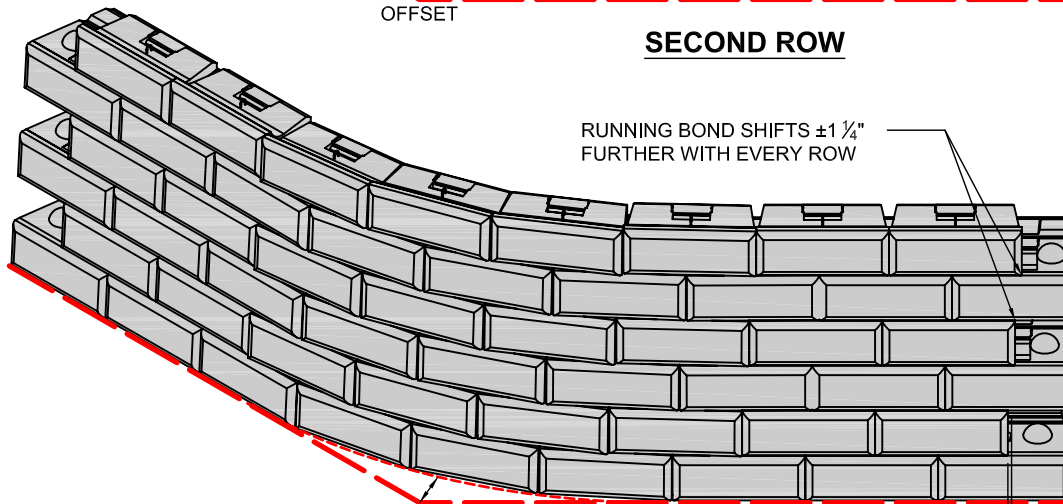 OFFSET
SECOND ROW
RUNNING BOND SHIFTS ±1 ¼"
FURTHER WITH EVERY ROW